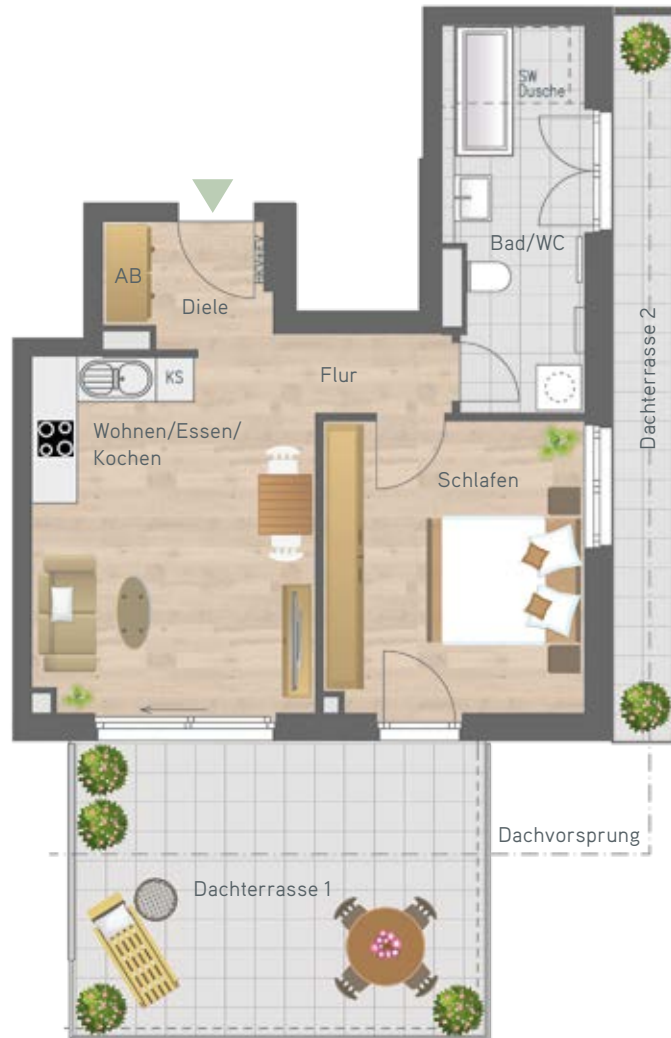 SW
Dusche
Bad/WC
AB
Diele
Flur
KS
Wohnen/Essen/
Kochen
Schlafen
Dachterrasse 2
Dachvorsprung
Dachterrasse 1